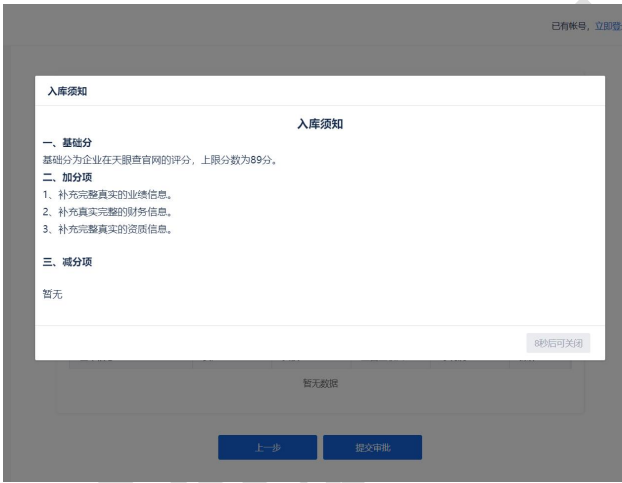 已有帐号，立即登
入库须知
入库须知
一、基础分
基础分为企业在天眼查官网的评分，上限分数为89分。
二、加分项
1、补充完整真实的业绩信息。
2、补充真实完整的财务信息。
3、补充完整真实的资质信息。
三、减分项
暂无
8秒后可关闭
暂无数据
上一步
提交审批